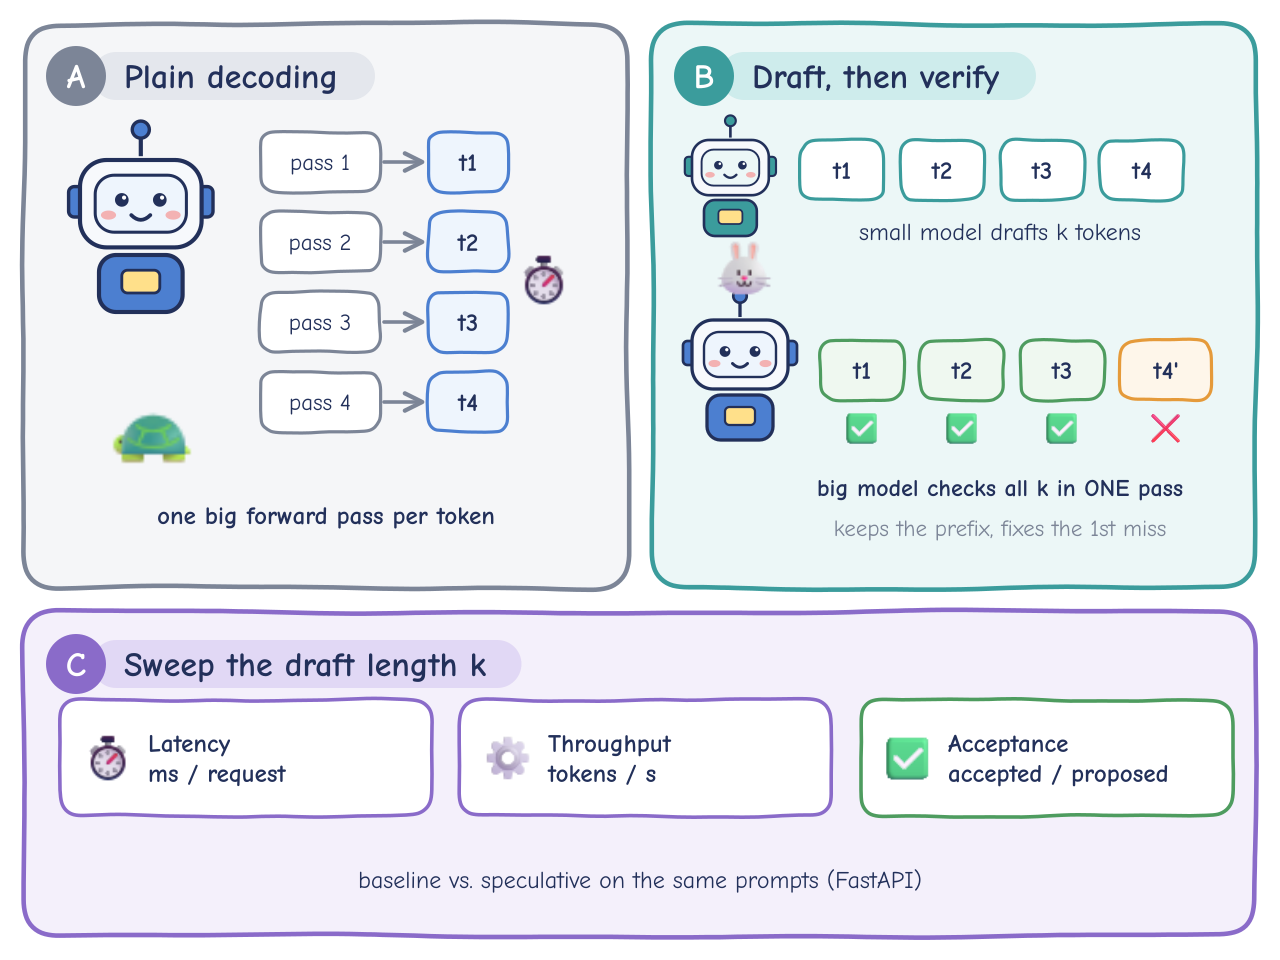 A
Plain decoding
pass 1
t1
pass 2
t2
pass 3
t3
pass 4
t4
one big forward pass per token
B
Draft, then verify
t1
t2
t3
t4
small model drafts k tokens
t1
t2
t3
t4'
big model checks all k in ONE pass
keeps the prefix, fixes the 1st miss
C
Sweep the draft length k
Latency
ms / request
Throughput
tokens / s
Acceptance
accepted / proposed
baseline vs. speculative on the same prompts (FastAPI)